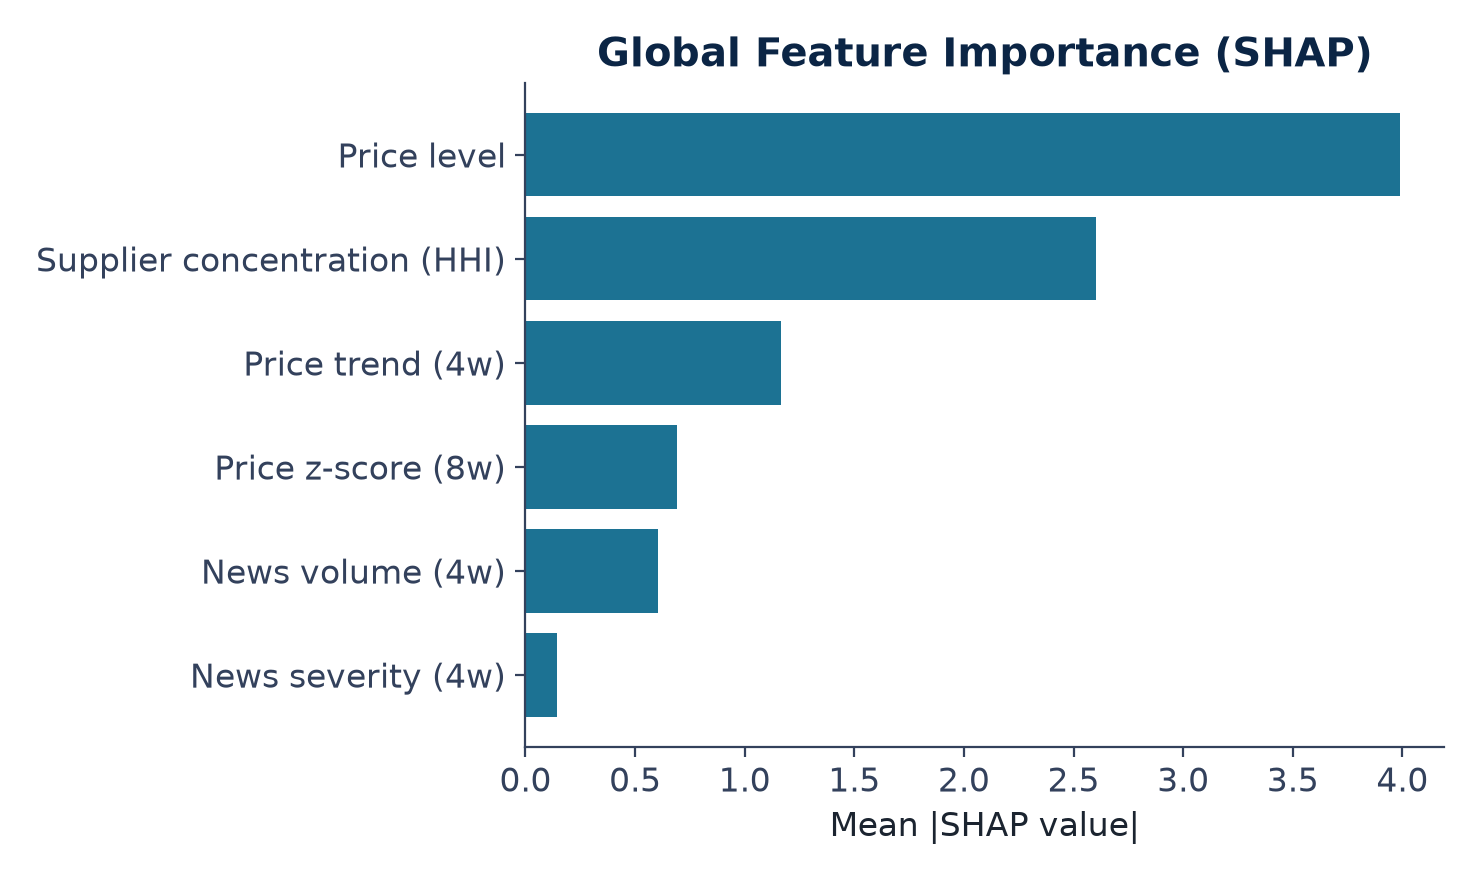 Global Feature Importance (SHAP)
Price level
Supplier concentration (HHI)
Price trend (4w)
Price z-score (8w)
News volume (4w)
News severity (4w)
0.0 0.5 1.0 1.5 2.0 2.5 3.0 3.5 4.0
Mean |SHAP value|